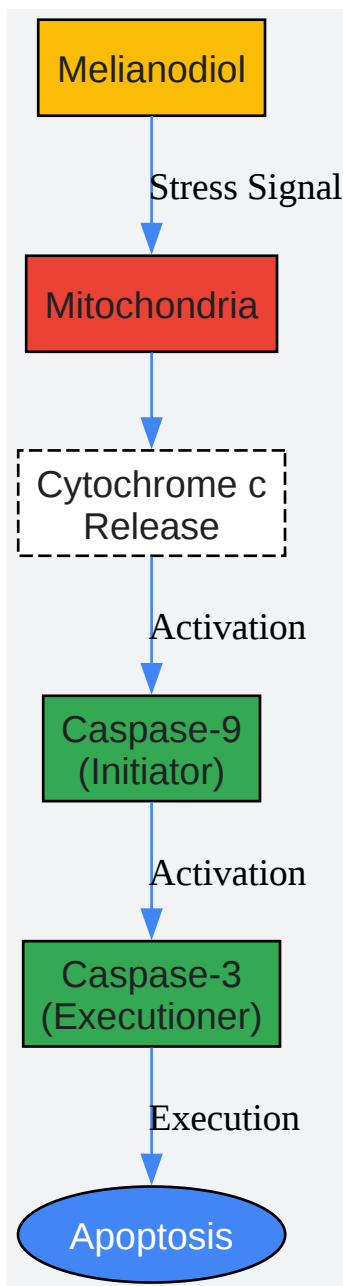 Melianodiol
Stress Signal
Mitochondria
Cytochrome c
Release
Activation
Caspase-9
(Initiator)
Activation
Caspase-3
(Executioner)
Execution
Apoptosis